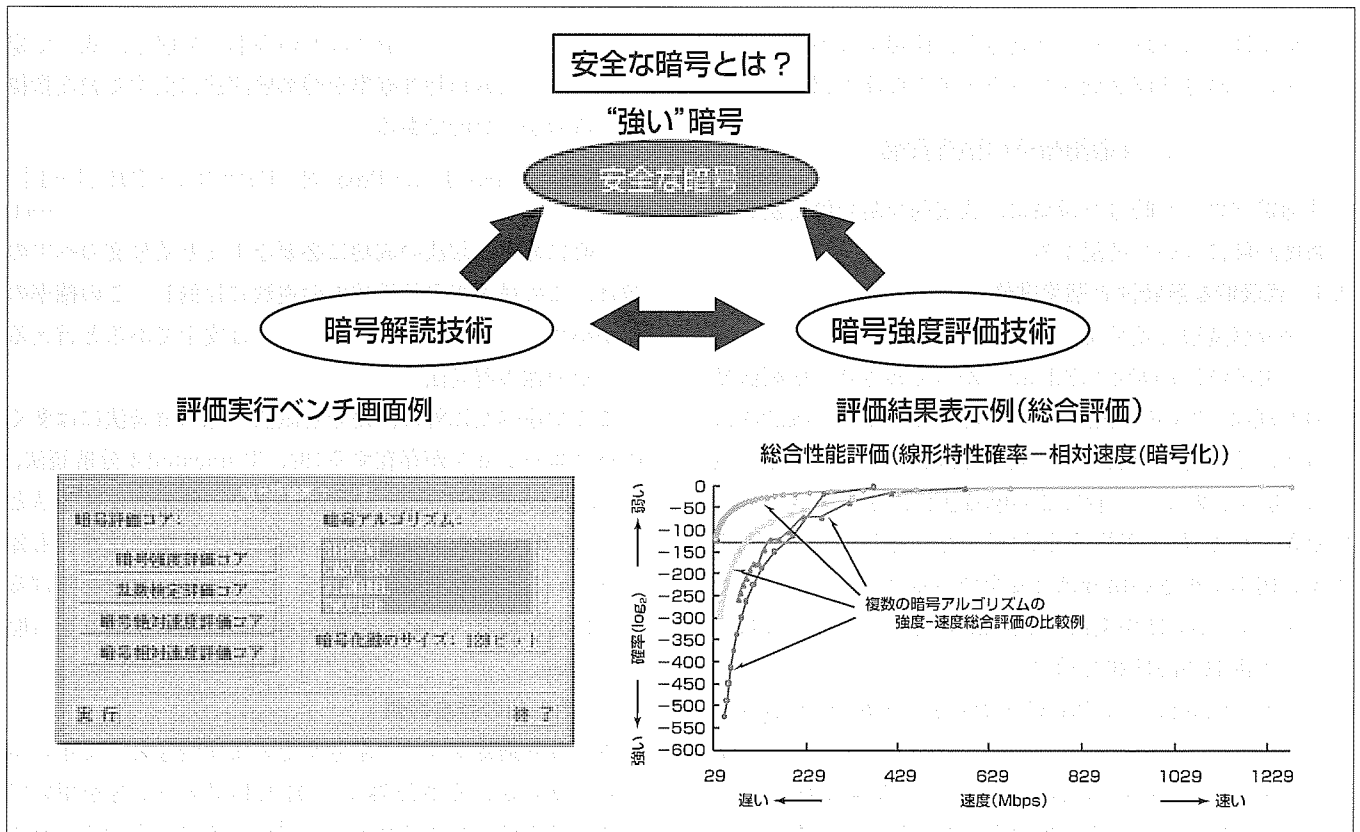 安全な暗号とは？
“強い”暗号
安全な暗号
暗号解読技術
暗号強度評価技術
評価実行ベンチ画面例
暗号評価コア：
暗号強度評価コア
乱数検定評価コア
暗号絶対速度評価コア
暗号相対速度評価コア
暗号アルゴリズム：
暗号化鍵のサイズ：128ビット
実 行
終 了
評価結果表示例(総合評価)
総合性能評価(線形特性確率－相対速度(暗号化))
弱い
確率(log₂)
強い
0
−50
−100
−150
−200
−250
−300
−350
−400
−450
−500
−550
−600
複数の暗号アルゴリズムの
強度-速度総合評価の比較例
29 229 429 629 829 1029 1229
遅い 速度(Mbps) 速い